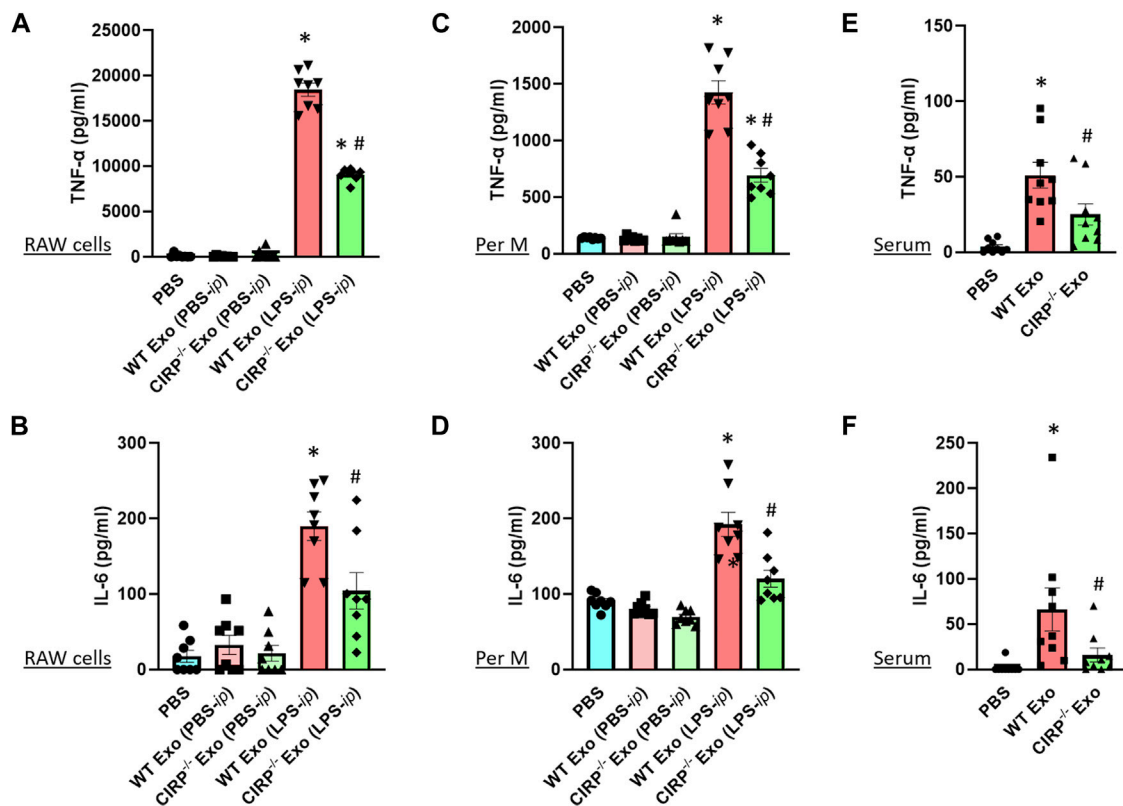 A
TNF-α (pg/ml)
25000
20000
15000
10000
5000
0
*
* #
RAW cells
PBS
WT Exo (PBS-ip)
CIRP-/- Exo (PBS-ip)
WT Exo (LPS-ip)
CIRP-/- Exo (LPS-ip)
C
TNF-α (pg/ml)
2000
1500
1000
500
0
*
* #
Per M
PBS
WT Exo (PBS-ip)
CIRP-/- Exo (PBS-ip)
WT Exo (LPS-ip)
CIRP-/- Exo (LPS-ip)
E
TNF-α (pg/ml)
150
100
50
0
*
#
Serum
PBS
WT Exo
CIRP-/- Exo
B
IL-6 (pg/ml)
300
200
100
0
*
#
RAW cells
PBS
WT Exo (PBS-ip)
CIRP-/- Exo (PBS-ip)
WT Exo (LPS-ip)
CIRP-/- Exo (LPS-ip)
D
IL-6 (pg/ml)
300
200
100
0
*
*
#
Per M
PBS
WT Exo (PBS-ip)
CIRP-/- Exo (PBS-ip)
WT Exo (LPS-ip)
CIRP-/- Exo (LPS-ip)
F
IL-6 (pg/ml)
250
200
150
100
50
0
*
#
Serum
PBS
WT Exo
CIRP-/- Exo